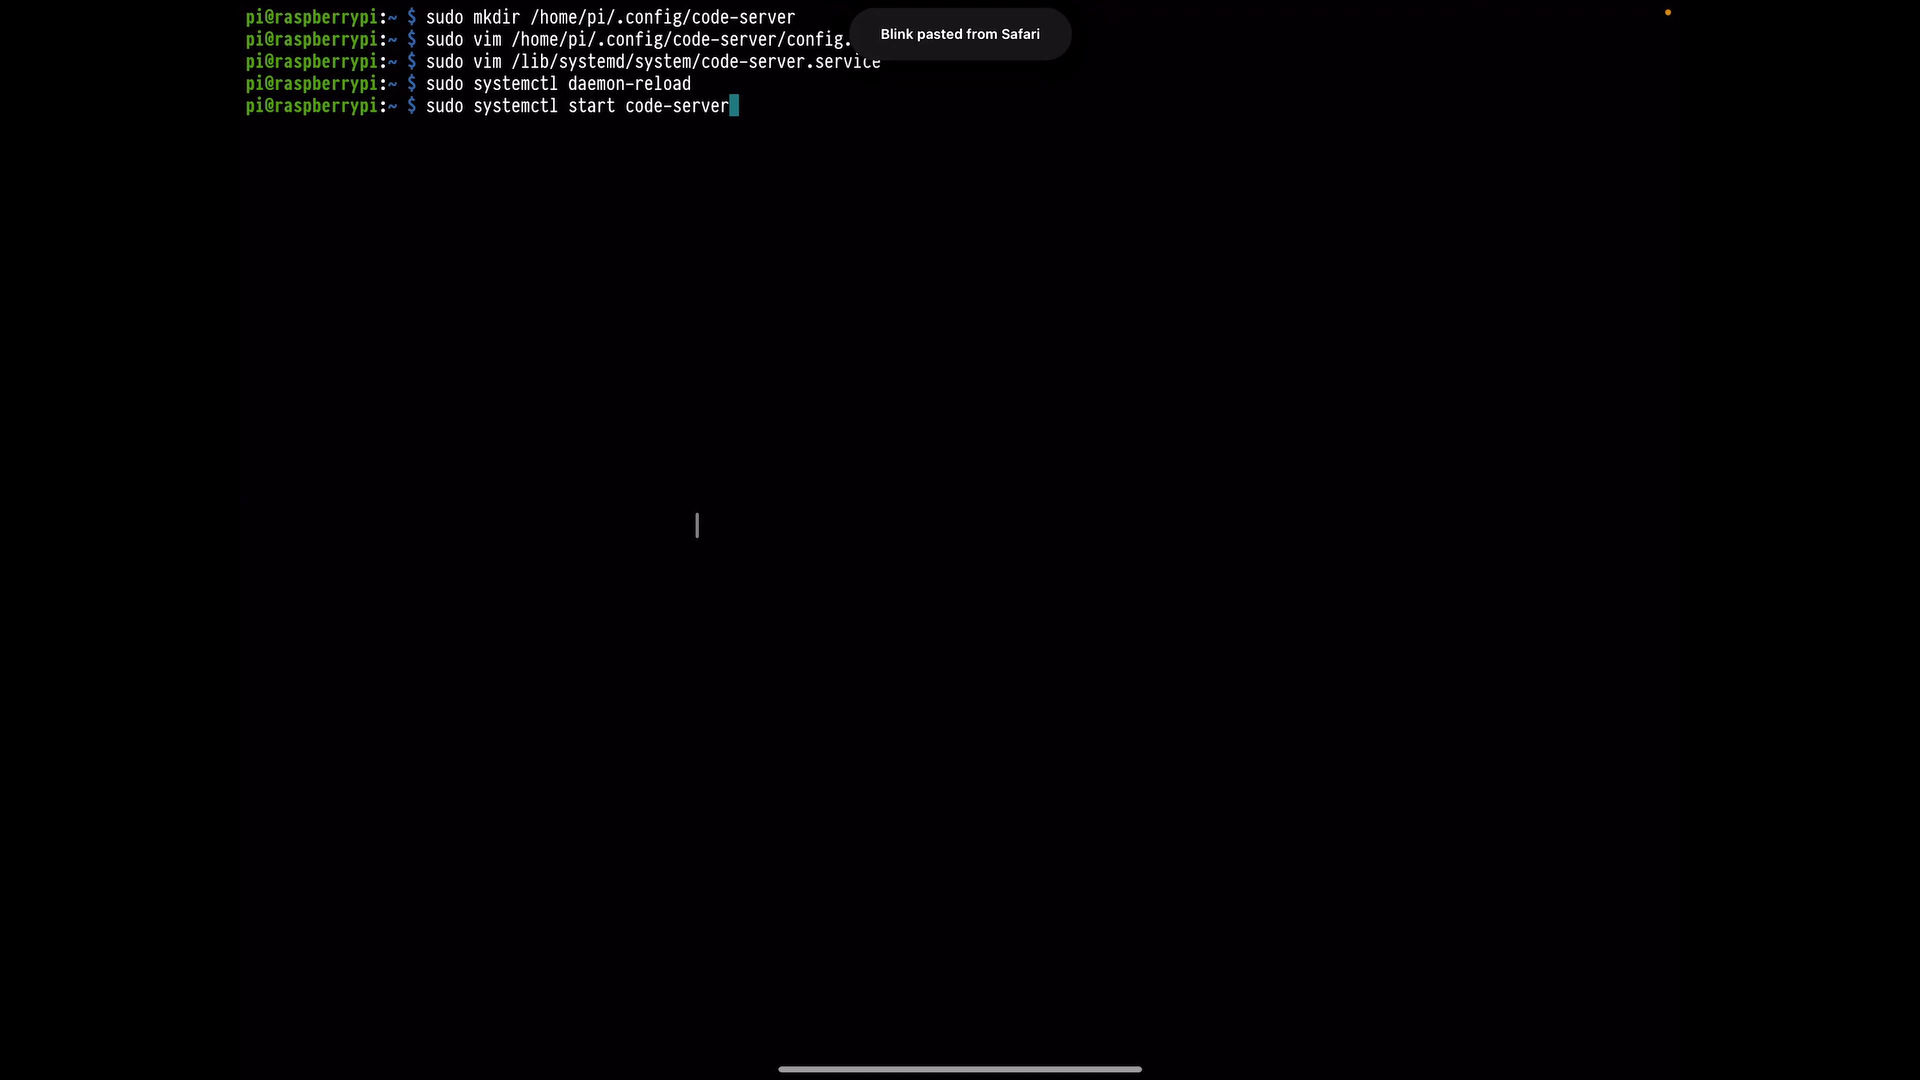 pi@raspberrypi:~ $ sudo mkdir /home/pi/.config/code-server
pi@raspberrypi:~ $ sudo vim /home/pi/.config/code-server/config.
Blink pasted from Safari
pi@raspberrypi:~ $ sudo vim /lib/systemd/system/code-server.service
pi@raspberrypi:~ $ sudo systemctl daemon-reload
pi@raspberrypi:~ $ sudo systemctl start code-server